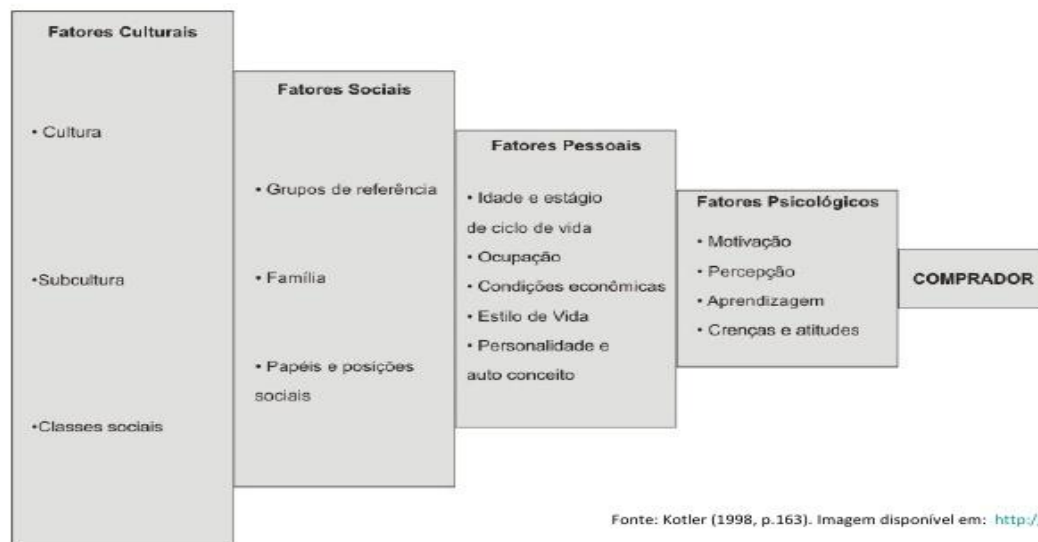 Fatores Culturais
• Cultura
•Subcultura
•Classes sociais
Fatores Sociais
• Grupos de referência
• Família
• Papéis e posições
sociais
Fatores Pessoais
• Idade e estágio
de ciclo de vida
• Ocupação
• Condições econômicas
• Estilo de Vida
• Personalidade e
auto conceito
Fatores Psicológicos
• Motivação
• Percepção
• Aprendizagem
• Crenças e atitudes
COMPRADOR
Fonte: Kotler (1998, p.163). Imagem disponível em: http:/